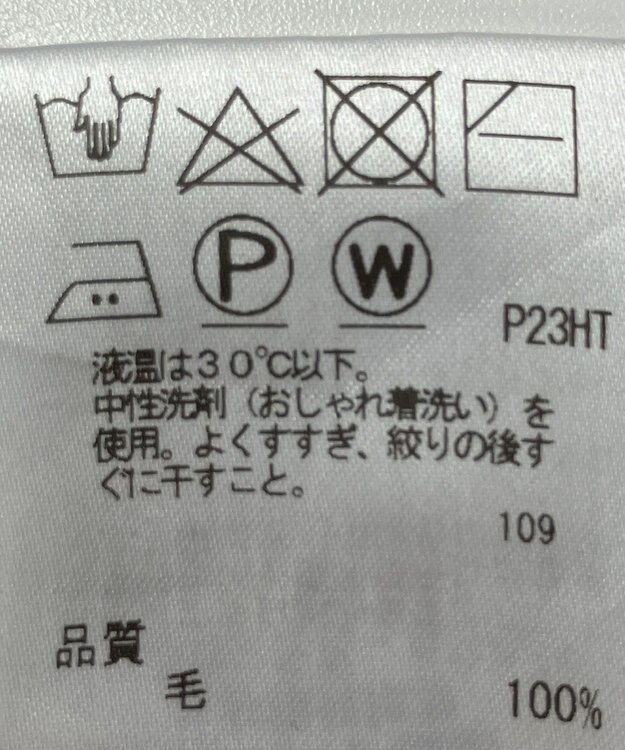 P W
P23HT
液温は３０℃以下。
中性洗剤（おしゃれ着洗い）を
使用。よくすすぎ、絞りの後す
ぐに干すこと。
109
品質
毛 100%